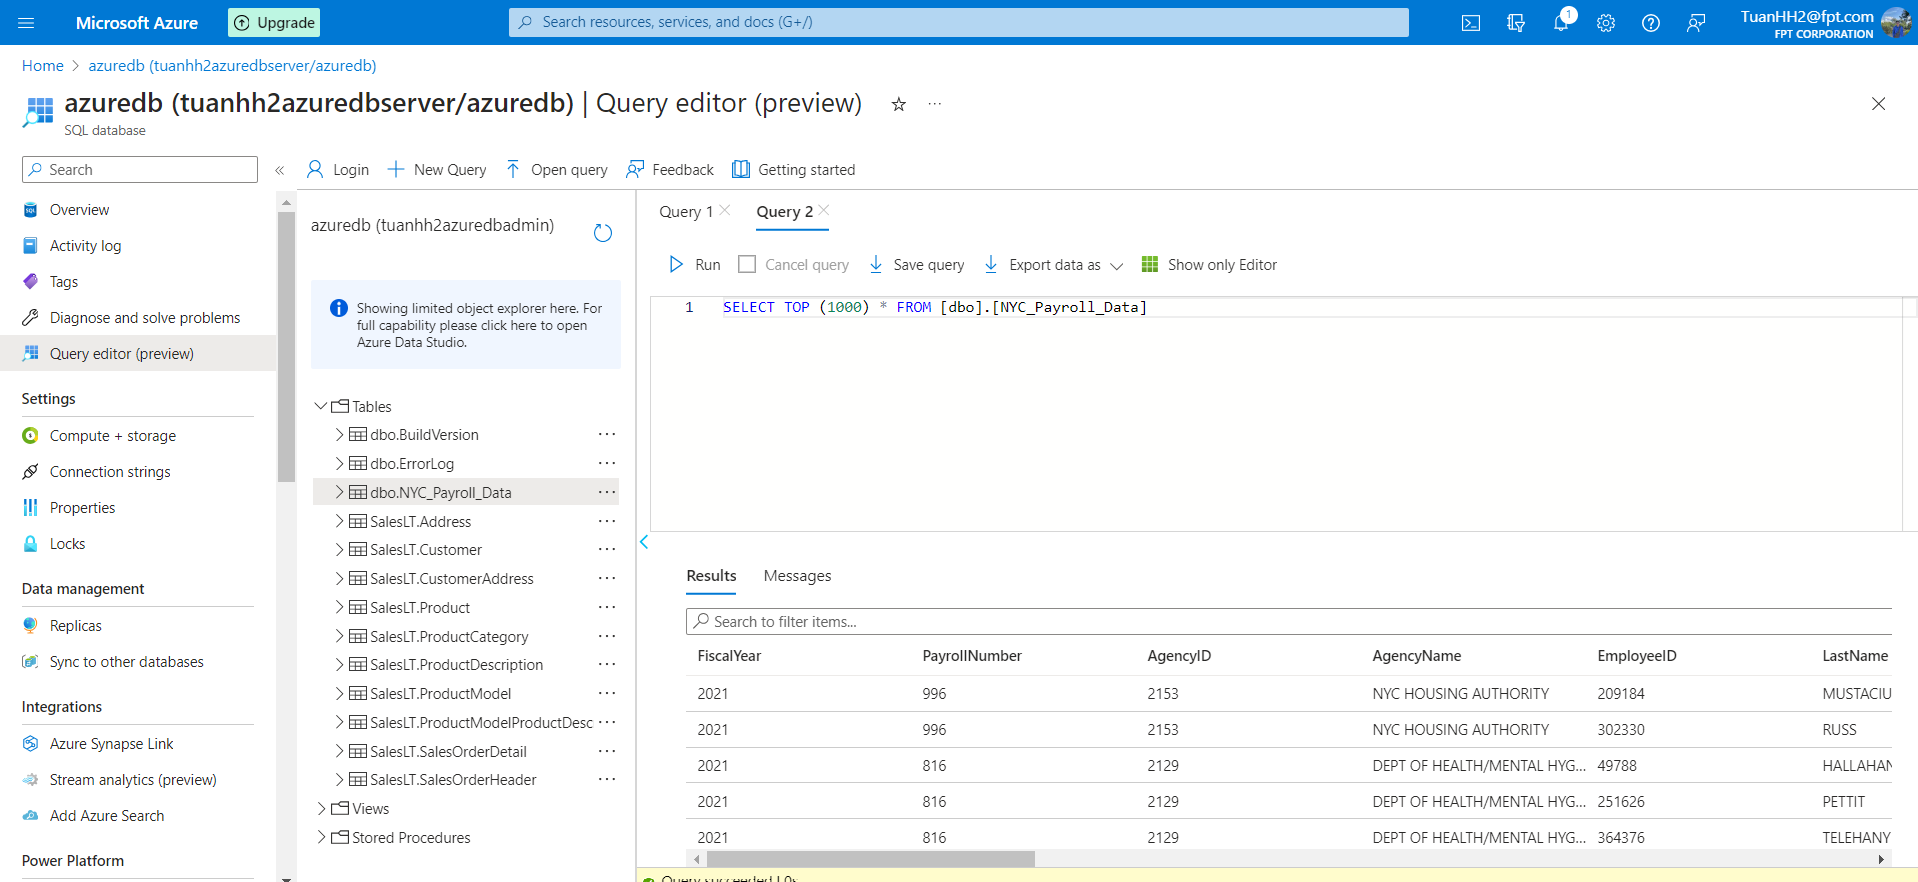 Microsoft Azure
Upgrade
Search resources, services, and docs (G+/)
1
TuanHH2@fpt.com
FPT CORPORATION
Home > azuredb (tuanhh2azuredbserver/azuredb)
azuredb (tuanhh2azuredbserver/azuredb) | Query editor (preview)
SQL database
Search
Overview
Activity log
Tags
Diagnose and solve problems
Query editor (preview)
Settings
Compute + storage
Connection strings
Properties
Locks
Data management
Replicas
Sync to other databases
Integrations
Azure Synapse Link
Stream analytics (preview)
Add Azure Search
Power Platform
Login
New Query
Open query
Feedback
Getting started
azuredb (tuanhh2azuredbadmin)
Showing limited object explorer here. For
full capability please click here to open
Azure Data Studio.
Tables
dbo.BuildVersion
dbo.ErrorLog
dbo.NYC_Payroll_Data
SalesLT.Address
SalesLT.Customer
SalesLT.CustomerAddress
SalesLT.Product
SalesLT.ProductCategory
SalesLT.ProductDescription
SalesLT.ProductModel
SalesLT.ProductModelProductDesc
SalesLT.SalesOrderDetail
SalesLT.SalesOrderHeader
Views
Stored Procedures
Query 1
Query 2
Run
Cancel query
Save query
Export data as
Show only Editor
1 SELECT TOP (1000) * FROM [dbo].[NYC_Payroll_Data]
Results
Messages
Search to filter items...
FiscalYear PayrollNumber AgencyID AgencyName EmployeeID LastName
2021 996 2153 NYC HOUSING AUTHORITY 209184 MUSTACIU
2021 996 2153 NYC HOUSING AUTHORITY 302330 RUSS
2021 816 2129 DEPT OF HEALTH/MENTAL HYG... 49788 HALLAHAN
2021 816 2129 DEPT OF HEALTH/MENTAL HYG... 251626 PETTIT
2021 816 2129 DEPT OF HEALTH/MENTAL HYG... 364376 TELEHANY
Query succeeded